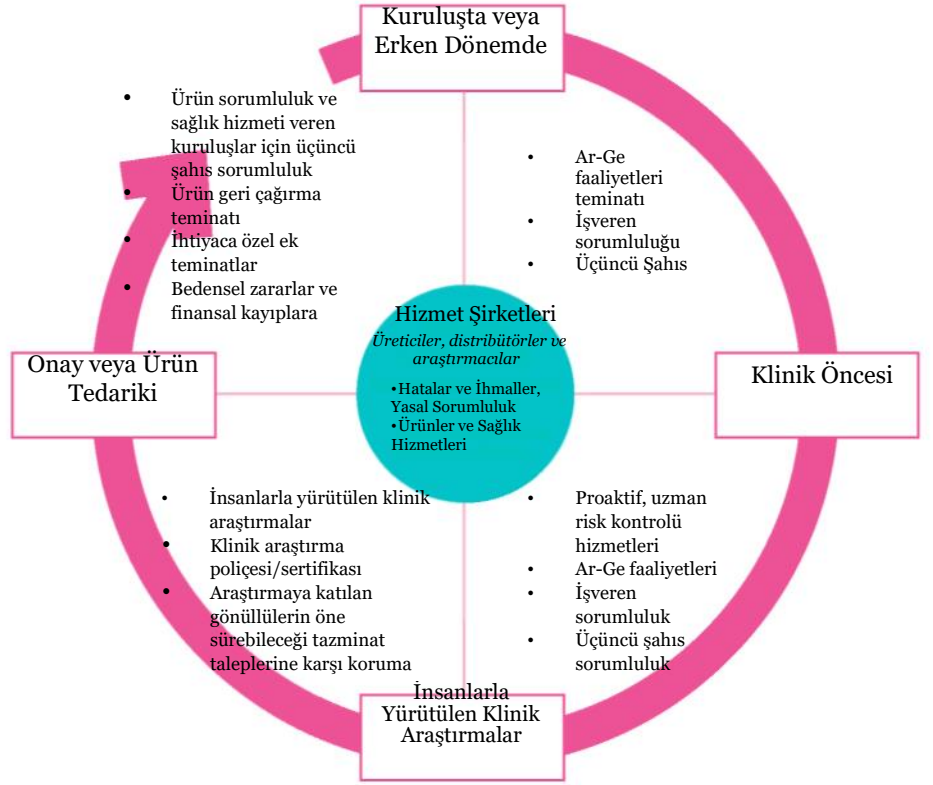 Kuruluşta veya
Erken Dönemde
• Ürün sorumluluk ve
sağlık hizmeti veren
kuruluşlar için üçüncü
şahıs sorumluluk
• Ürün geri çağırma
teminatı
• İhtiyaca özel ek
teminatlar
• Bedensel zararlar ve
finansal kayıplara
• Ar-Ge
faaliyetleri
teminatı
• İşveren
sorumluluğu
• Üçüncü Şahıs
Hizmet Şirketleri
Üreticiler, distribütörler ve
araştırmacılar
•Hatalar ve İhmaller,
Yasal Sorumluluk
•Ürünler ve Sağlık
Hizmetleri
Onay veya Ürün
Tedariki
Klinik Öncesi
• İnsanlarla yürütülen klinik
araştırmalar
• Klinik araştırma
poliçesi/sertifikası
• Araştırmaya katılan
gönüllülerin öne
sürebileceği tazminat
taleplerine karşı koruma
• Proaktif, uzman
risk kontrolü
hizmetleri
• Ar-Ge faaliyetleri
• İşveren
sorumluluk
• Üçüncü şahıs
sorumluluk
İnsanlarla
Yürütülen Klinik
Araştırmalar